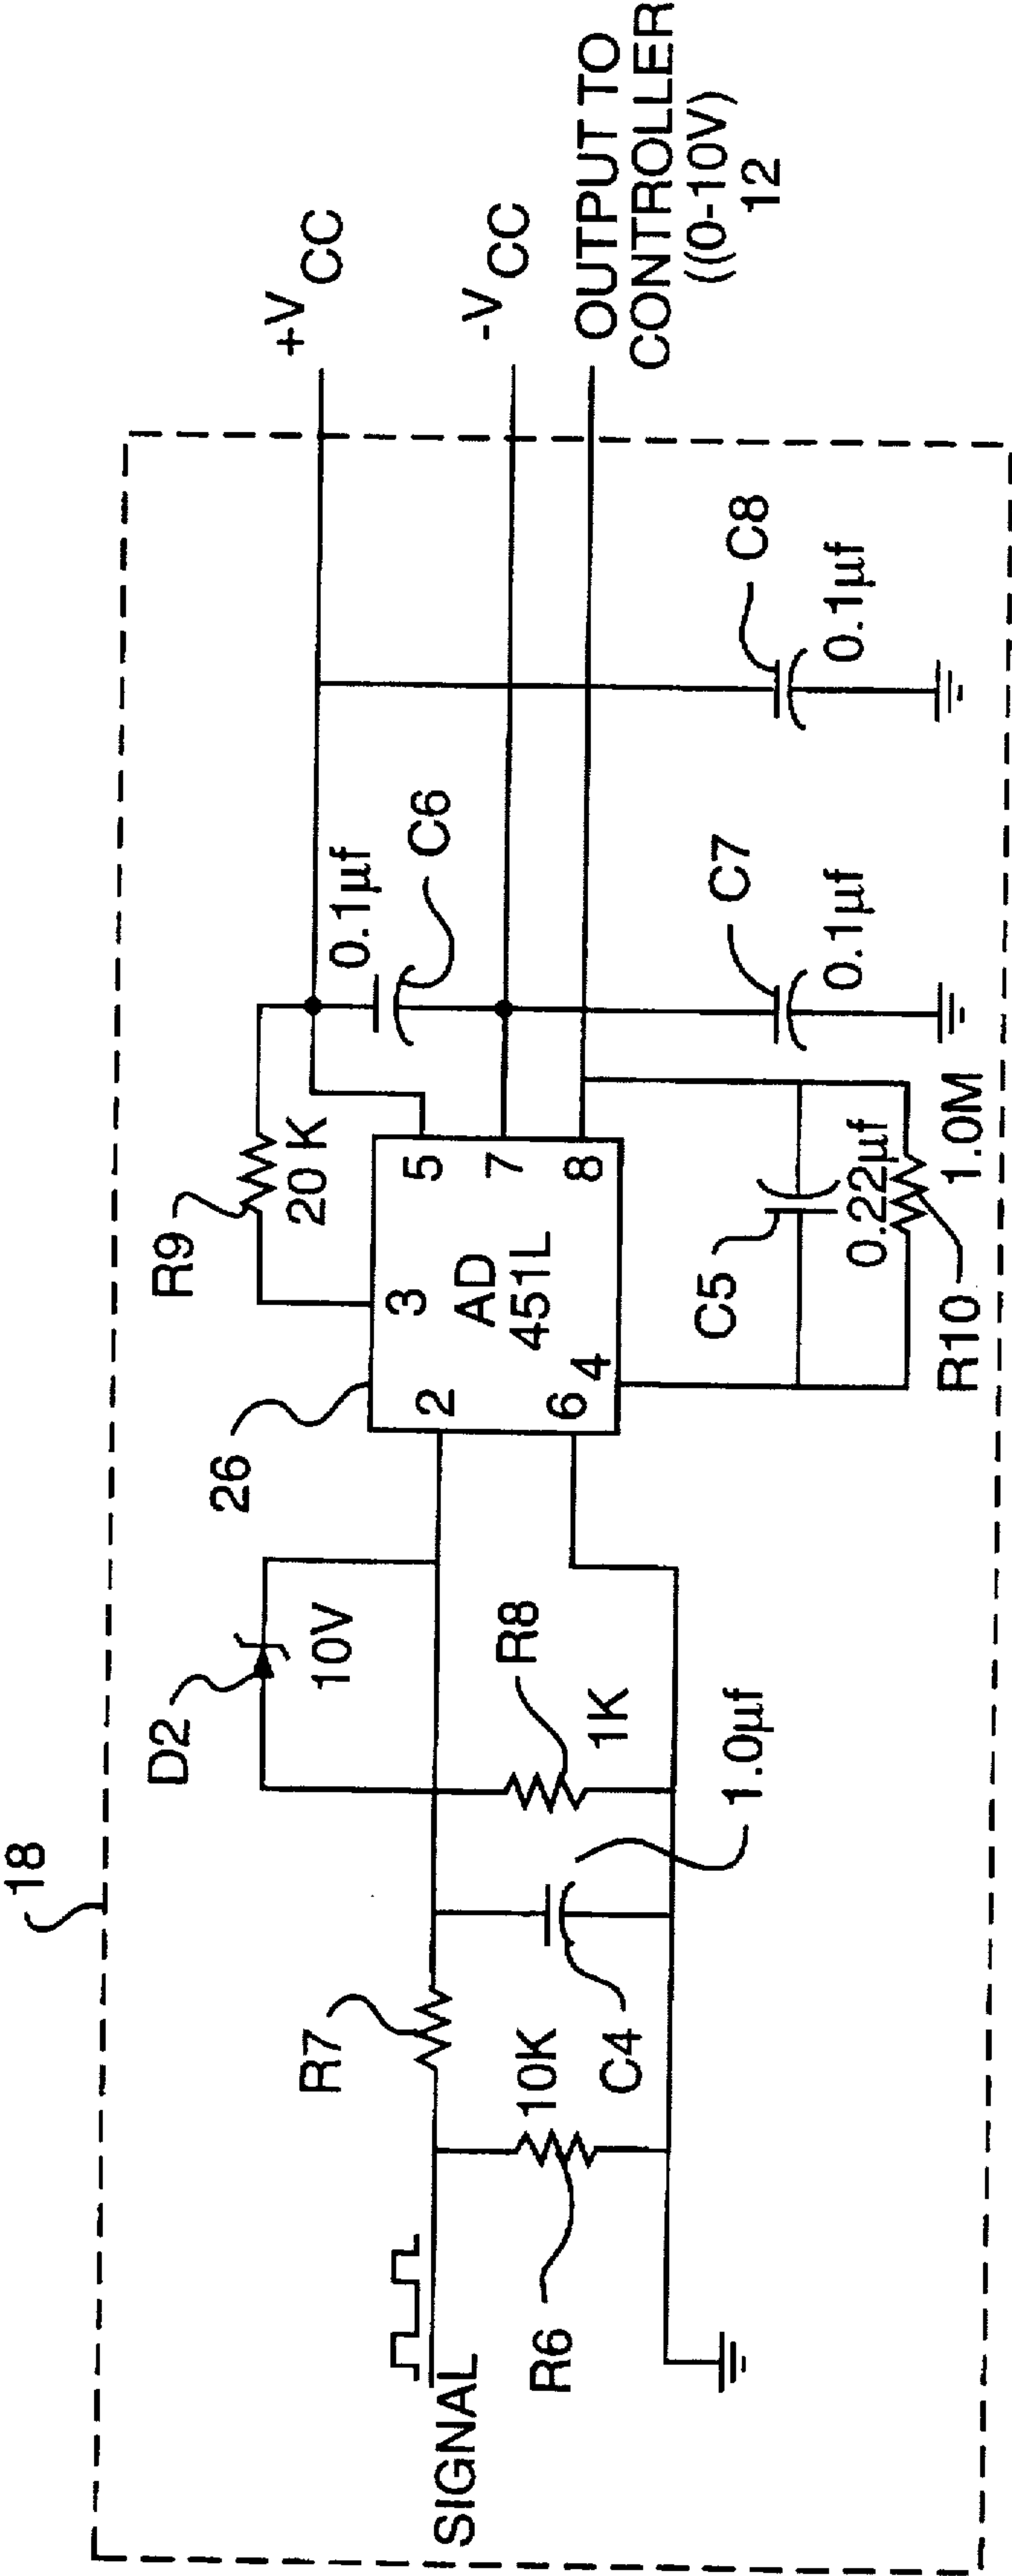 18
D2
10V
26
R9
20 K
0.1µf
C6
+V CC
-V CC
OUTPUT TO
CONTROLLER
((0-10V)
12
SIGNAL
R7
R6
10K
C4
1.0µf
R8
1K
2
3
5
AD
451L
7
6
4
8
C5
0.22µf
R10
1.0M
C7
0.1µf
C8
0.1µf